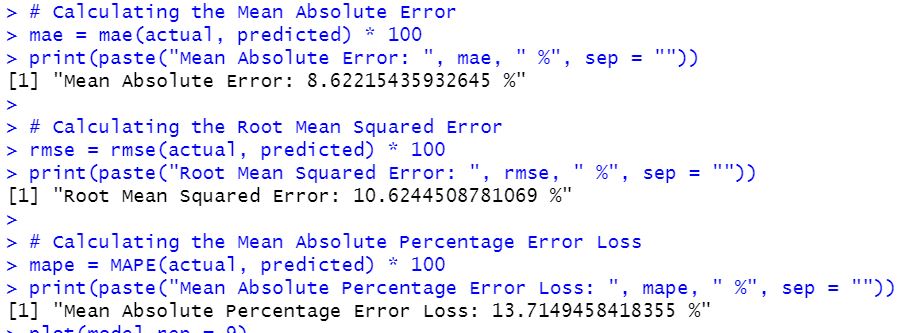 > # Calculating the Mean Absolute Error
> mae = mae(actual, predicted) * 100
> print(paste("Mean Absolute Error: ", mae, " %", sep = ""))
[1] "Mean Absolute Error: 8.62215435932645 %"
>
> # Calculating the Root Mean Squared Error
> rmse = rmse(actual, predicted) * 100
> print(paste("Root Mean Squared Error: ", rmse, " %", sep = ""))
[1] "Root Mean Squared Error: 10.6244508781069 %"
>
> # Calculating the Mean Absolute Percentage Error Loss
> mape = MAPE(actual, predicted) * 100
> print(paste("Mean Absolute Percentage Error Loss: ", mape, " %", sep = ""))
[1] "Mean Absolute Percentage Error Loss: 13.7149458418355 %"